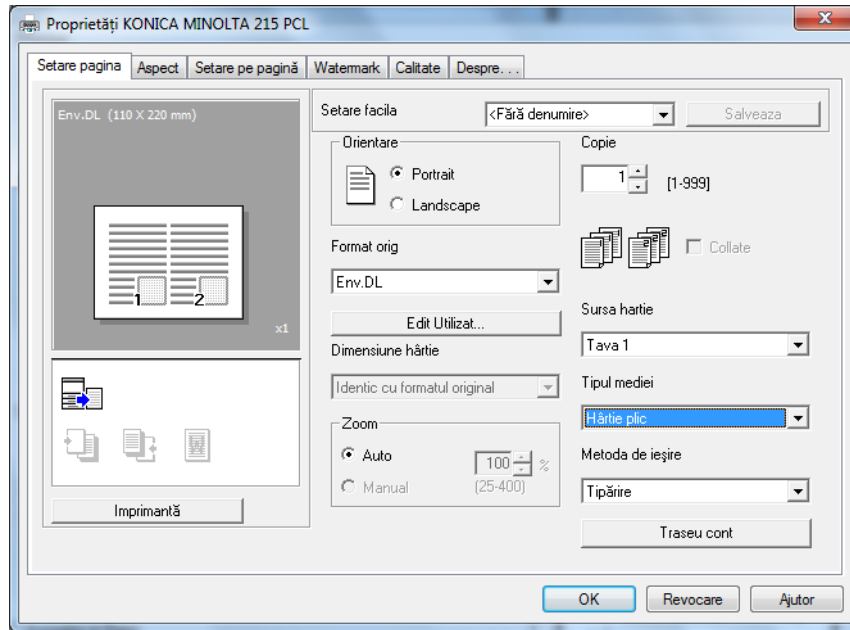 Proprietăți KONICA MINOLTA 215 PCL
Setare pagina Aspect Setare pe pagină Watermark Calitate Despre. . .
Env.DL (110 X 220 mm)
1 2
x1
Imprimantă
Setare facila <Fără denumire> Salveaza
Orientare
Portrait
Landscape
Format orig
Env.DL
Edit Utilizat...
Dimensiune hârtie
Identic cu formatul original
Zoom
Auto 100 %
Manual (25-400)
Copie
1 [1-999]
Collate
Sursa hartie
Tava 1
Tipul mediei
Hârtie plic
Metoda de ieşire
Tipărire
Traseu cont
OK Revocare Ajutor